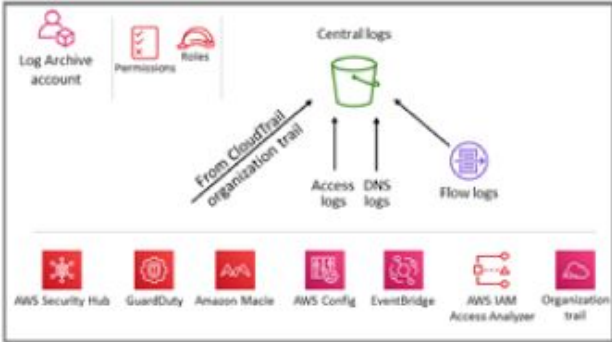 Log Archive
account
Permissions
Roles
Central logs
From CloudTrail
organization trail
Access
logs
DNS
logs
Flow logs
AWS Security Hub
GuardDuty
Amazon Macie
AWS Config
EventBridge
AWS IAM
Access Analyzer
Organization
trail